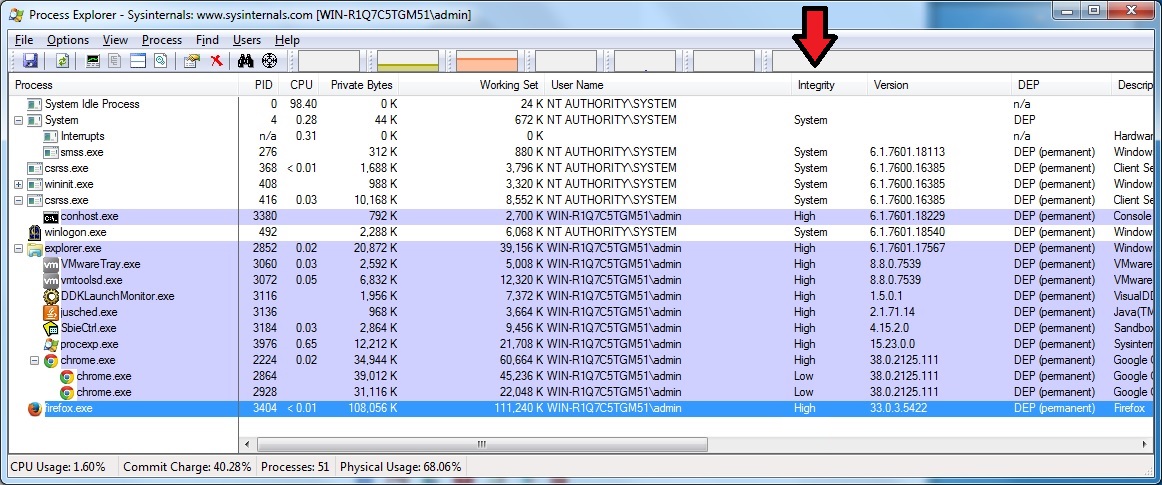 Process Explorer - Sysinternals: www.sysinternals.com [WIN-R1Q7C5TGM51\admin]
File Options View Process Find Users Help
Process PID CPU Private Bytes Working Set User Name Integrity Version DEP Descrip
System Idle Process 0 98.40 0 K 24 K NT AUTHORITY\SYSTEM n/a
System 4 0.28 44 K 672 K NT AUTHORITY\SYSTEM System DEP
Interrupts n/a 0.31 0 K 0 K n/a Hardwar
smss.exe 276 312 K 880 K NT AUTHORITY\SYSTEM System 6.1.7601.18113 DEP (permanent) Window
csrss.exe 368 < 0.01 1,688 K 3,796 K NT AUTHORITY\SYSTEM System 6.1.7600.16385 DEP (permanent) Client Se
wininit.exe 408 988 K 3,320 K NT AUTHORITY\SYSTEM System 6.1.7600.16385 DEP (permanent) Window
csrss.exe 416 0.03 10,168 K 8,552 K NT AUTHORITY\SYSTEM System 6.1.7600.16385 DEP (permanent) Client Se
conhost.exe 3380 792 K 2,700 K WIN-R1Q7C5TGM51\admin High 6.1.7601.18229 DEP (permanent) Console
winlogon.exe 492 2,288 K 6,068 K NT AUTHORITY\SYSTEM System 6.1.7601.18540 DEP (permanent) Window
explorer.exe 2852 0.02 20,872 K 39,156 K WIN-R1Q7C5TGM51\admin High 6.1.7601.17567 DEP (permanent) Window
VMwareTray.exe 3060 0.03 2,592 K 5,008 K WIN-R1Q7C5TGM51\admin High 8.8.0.7539 DEP (permanent) VMware
vmtoolsd.exe 3072 0.05 6,832 K 12,320 K WIN-R1Q7C5TGM51\admin High 8.8.0.7539 DEP (permanent) VMware
DDKLaunchMonitor.exe 3116 1,956 K 7,372 K WIN-R1Q7C5TGM51\admin High 1.5.0.1 DEP (permanent) VisualDD
jusched.exe 3136 968 K 3,664 K WIN-R1Q7C5TGM51\admin High 2.1.71.14 DEP (permanent) Java(TM
SbieCtrl.exe 3184 0.03 2,864 K 9,456 K WIN-R1Q7C5TGM51\admin High 4.15.2.0 DEP (permanent) Sandbox
procexp.exe 3976 0.65 12,212 K 21,708 K WIN-R1Q7C5TGM51\admin High 15.23.0.0 DEP (permanent) Sysintern
chrome.exe 2224 0.02 34,944 K 60,664 K WIN-R1Q7C5TGM51\admin High 38.0.2125.111 DEP (permanent) Google C
chrome.exe 2864 39,012 K 45,236 K WIN-R1Q7C5TGM51\admin Low 38.0.2125.111 DEP (permanent) Google C
chrome.exe 2928 31,116 K 22,048 K WIN-R1Q7C5TGM51\admin Low 38.0.2125.111 DEP (permanent) Google C
firefox.exe 3404 < 0.01 108,056 K 111,240 K WIN-R1Q7C5TGM51\admin High 33.0.3.5422 DEP (permanent) Firefox
CPU Usage: 1.60% Commit Charge: 40.28% Processes: 51 Physical Usage: 68.06%